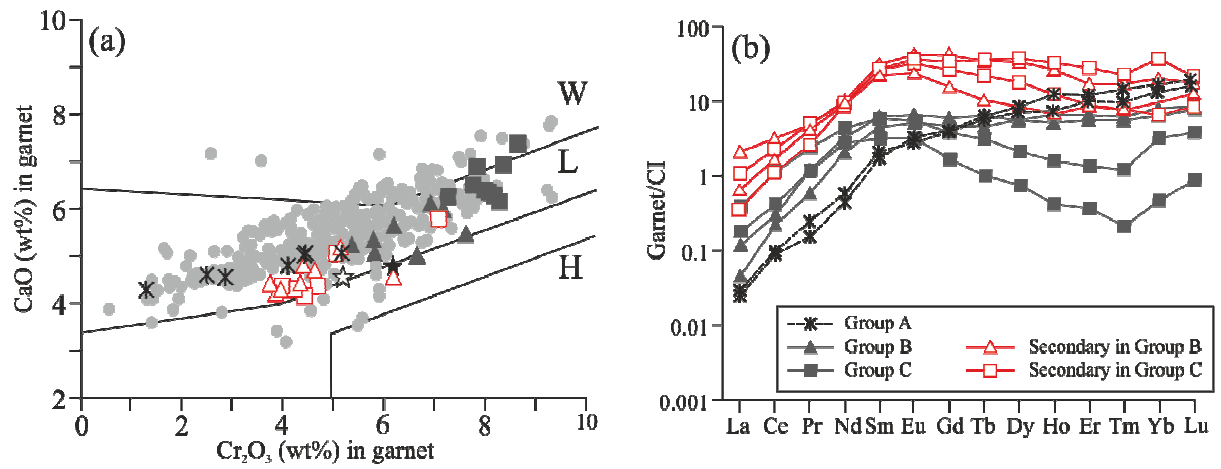 (a)
W
L
H
10
8
6
4
2
CaO (wt%) in garnet
0
2
4
6
8
10
Cr₂O₃ (wt%) in garnet
(b)
100
10
1
0.1
0.01
0.001
Garnet/CI
Group A
Group B
Group C
Secondary in Group B
Secondary in Group C
La Ce Pr Nd Sm Eu Gd Tb Dy Ho Er Tm Yb Lu